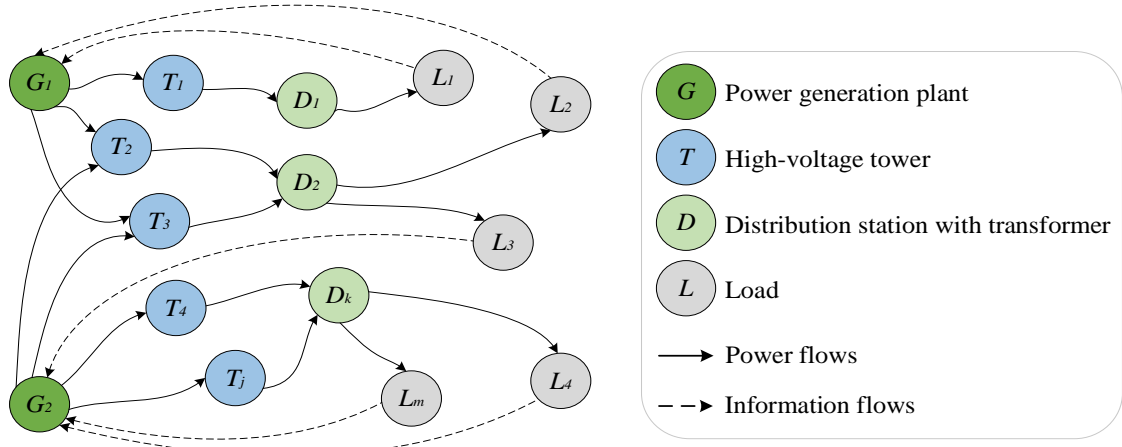 G1
T1
D1
L1
L2
T2
D2
T3
L3
T4
Dk
G2
Tj
Lm
L4
G Power generation plant
T High-voltage tower
D Distribution station with transformer
L Load
Power flows
Information flows